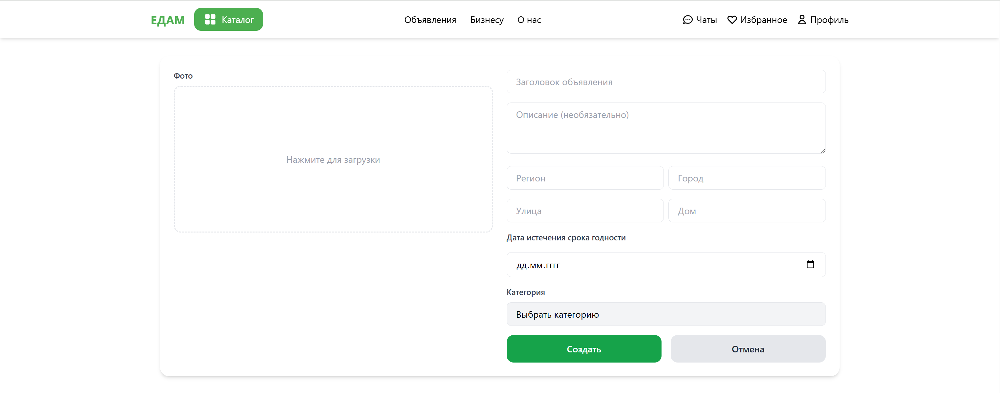 ЕДАМ
Каталог
Объявления
Бизнесу
О нас
Чаты
Избранное
Профиль
Фото
Нажмите для загрузки
Заголовок объявления
Описание (необязательно)
Регион
Город
Улица
Дом
Дата истечения срока годности
дд.мм.гггг
Категория
Выбрать категорию
Создать
Отмена